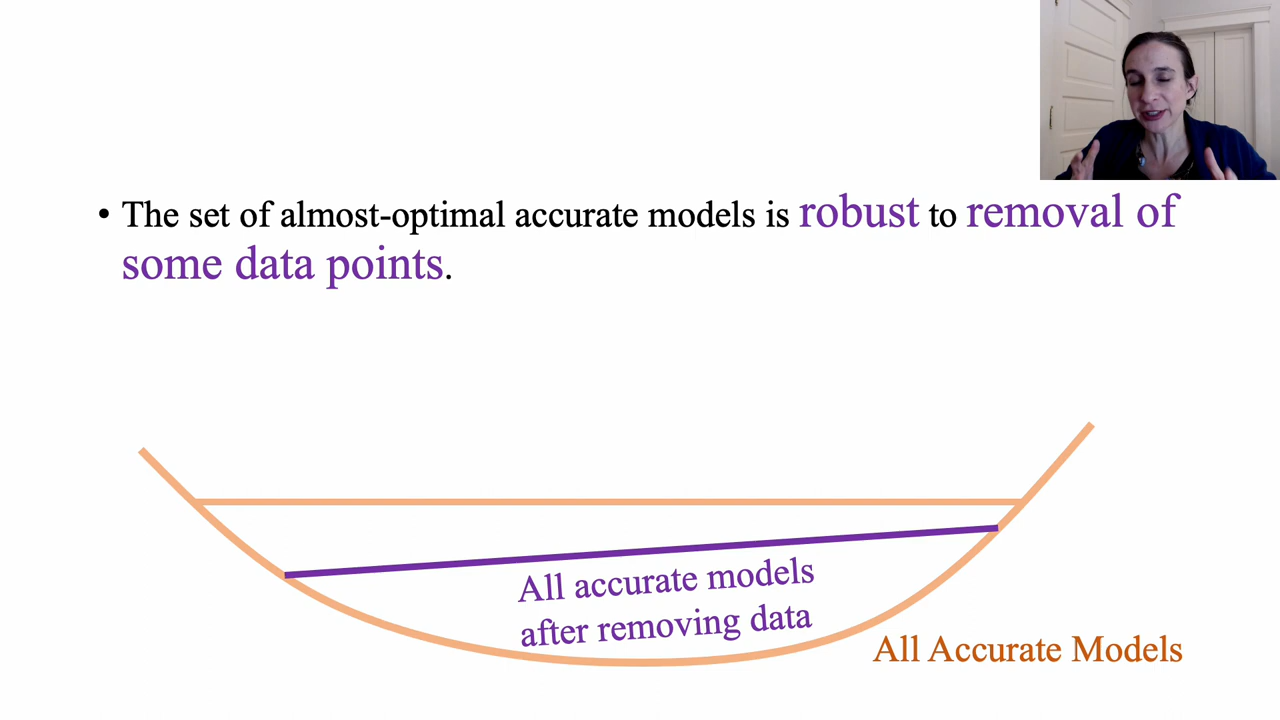 • The set of almost-optimal accurate models is robust to removal of
some data points.
All accurate models
after removing data
All Accurate Models